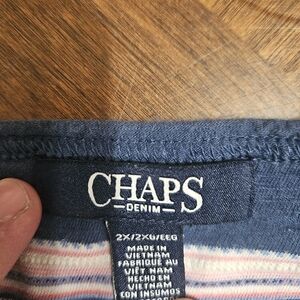 CHAPS
DENIM
2X/2XG/EEG
MADE IN
VIETNAM
FABRIQUÉ AU
VIÊT NAM
HECHO EN
VIETNAM
CON INSUMOS